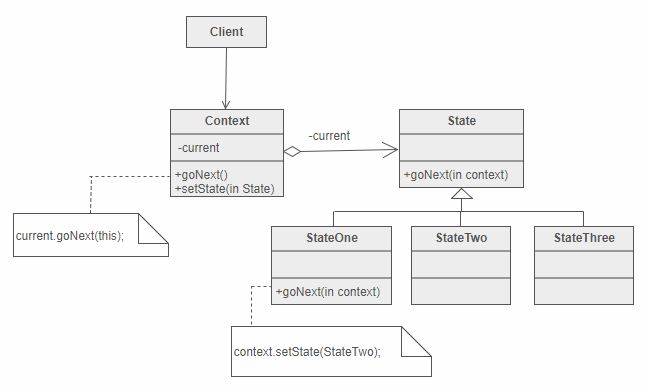 Client
Context
-current
+goNext()
+setState(in State)
-current
State
+goNext(in context)
current.goNext(this);
StateOne
+goNext(in context)
StateTwo
StateThree
context.setState(StateTwo);